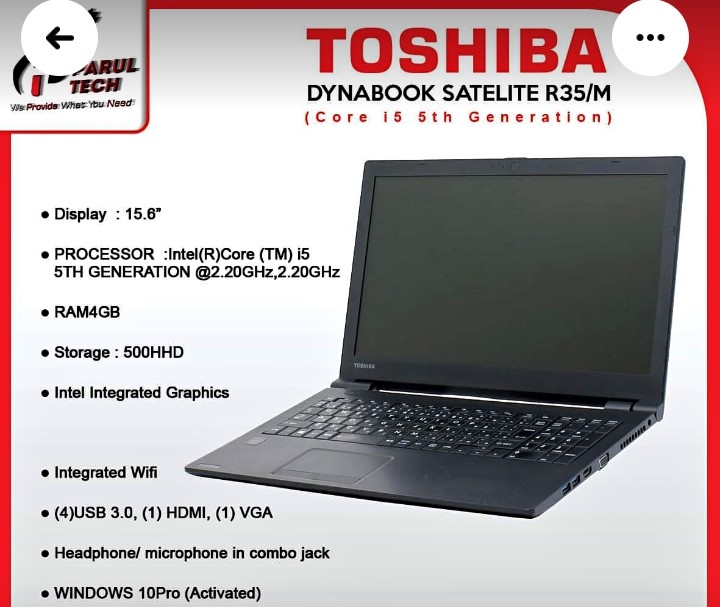 PARUL
TECH
We Provide What You Need
TOSHIBA
DYNABOOK SATELITE R35/M
(Core i5 5th Generation)
● Display : 15.6”
● PROCESSOR :Intel(R)Core (TM) i5
5TH GENERATION @2.20GHz,2.20GHz
● RAM4GB
● Storage : 500HHD
● Intel Integrated Graphics
TOSHIBA
● Integrated Wifi
● (4)USB 3.0, (1) HDMI, (1) VGA
● Headphone/ microphone in combo jack
● WINDOWS 10Pro (Activated)